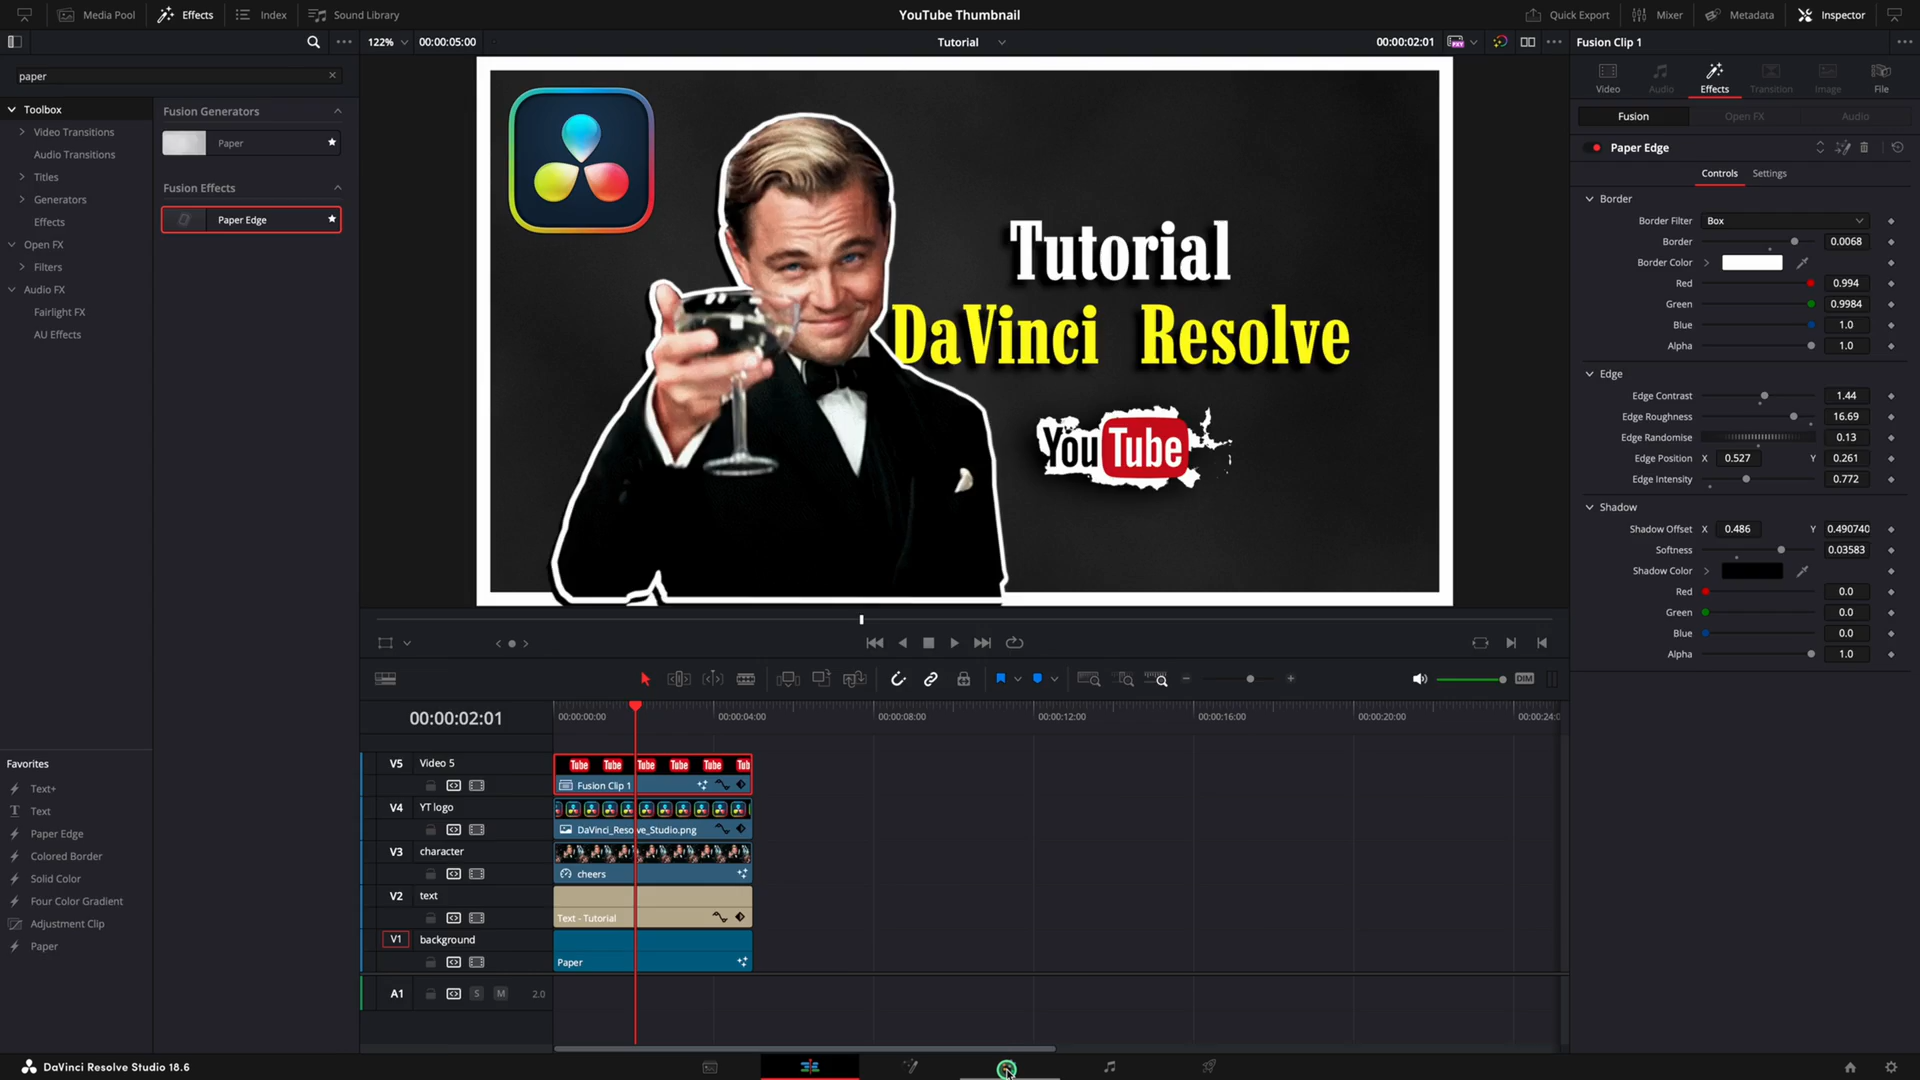 Media Pool Effects Index Sound Library YouTube Thumbnail Quick Export Mixer Metadata Inspector
122% 00:00:05:00 Tutorial 00:00:02:01 FXY Fusion Clip 1
paper
Toolbox
Video Transitions
Audio Transitions
Titles
Generators
Effects
Open FX
Filters
Audio FX
Fairlight FX
AU Effects
Fusion Generators
Paper
Fusion Effects
Paper Edge
Favorites
Text+
Text
Paper Edge
Colored Border
Solid Color
Four Color Gradient
Adjustment Clip
Paper
Tutorial
DaVinci Resolve
YouTube
Video Audio Effects Transition Image File
Fusion Open FX Audio
Paper Edge
Controls Settings
Border
Border Filter Box
Border 0.0068
Border Color
Red 0.994
Green 0.9984
Blue 1.0
Alpha 1.0
Edge
Edge Contrast 1.44
Edge Roughness 16.69
Edge Randomise 0.13
Edge Position X 0.527 Y 0.261
Edge Intensity 0.772
Shadow
Shadow Offset X 0.486 Y 0.490740
Softness 0.03583
Shadow Color
Red 0.0
Green 0.0
Blue 0.0
Alpha 1.0
DIM
00:00:02:01 00:00:00:00 00:00:04:00 00:00:08:00 00:00:12:00 00:00:16:00 00:00:20:00 00:00:24:0
V5 Video 5 Tube Tube Tube Tube Tube Tub
Fusion Clip 1
V4 YT logo
DaVinci_Resolve_Studio.png
V3 character
cheers
V2 text
Text - Tutorial
V1 background
Paper
A1 S M 2.0
DaVinci Resolve Studio 18.6